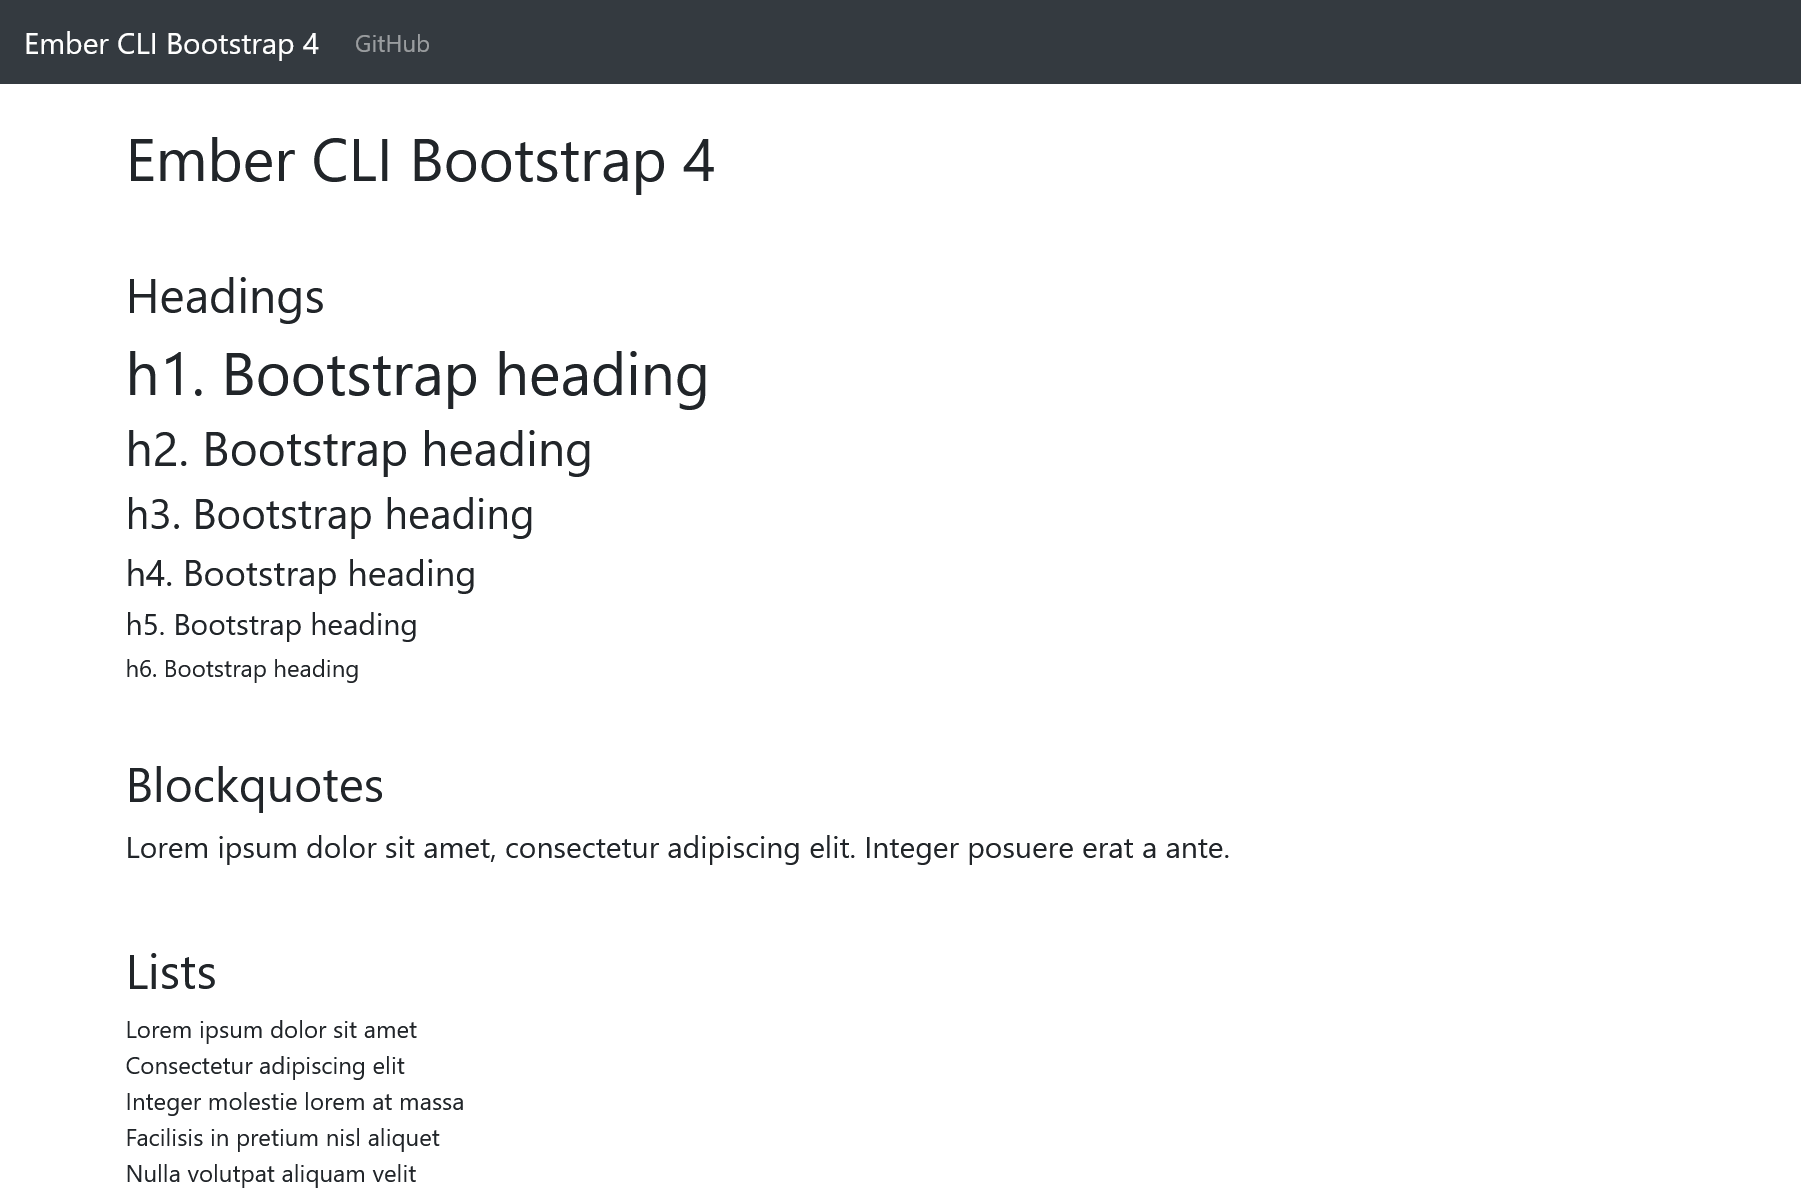 Ember CLI Bootstrap 4 GitHub
Ember CLI Bootstrap 4
Headings
h1. Bootstrap heading
h2. Bootstrap heading
h3. Bootstrap heading
h4. Bootstrap heading
h5. Bootstrap heading
h6. Bootstrap heading
Blockquotes
Lorem ipsum dolor sit amet, consectetur adipiscing elit. Integer posuere erat a ante.
Lists
Lorem ipsum dolor sit amet
Consectetur adipiscing elit
Integer molestie lorem at massa
Facilisis in pretium nisl aliquet
Nulla volutpat aliquam velit